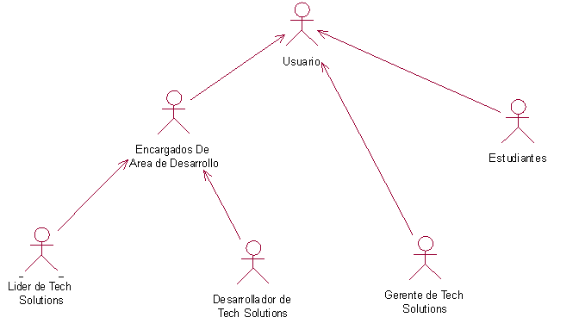 Usuario
Encargados De
Area de Desarrollo
Estudiantes
Lider de Tech
Solutions
Desarrollador de
Tech Solutions
Gerente de Tech
Solutions